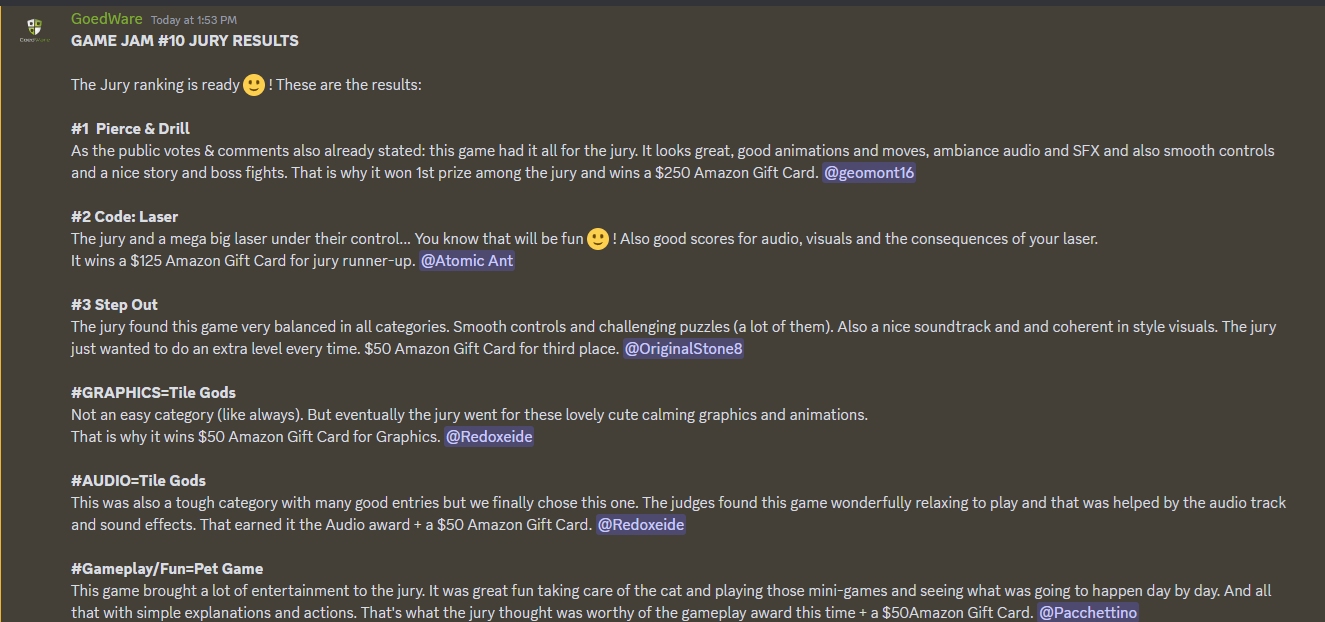 GoedWare Today at 1:53 PM
GAME JAM #10 JURY RESULTS
The Jury ranking is ready 🙂 ! These are the results:
#1 Pierce & Drill
As the public votes & comments also already stated: this game had it all for the jury. It looks great, good animations and moves, ambiance audio and SFX and also smooth controls
and a nice story and boss fights. That is why it won 1st prize among the jury and wins a $250 Amazon Gift Card. @geomont16
#2 Code: Laser
The jury and a mega big laser under their control... You know that will be fun 🙂 ! Also good scores for audio, visuals and the consequences of your laser.
It wins a $125 Amazon Gift Card for jury runner-up. @Atomic Ant
#3 Step Out
The jury found this game very balanced in all categories. Smooth controls and challenging puzzles (a lot of them). Also a nice soundtrack and and coherent in style visuals. The jury
just wanted to do an extra level every time. $50 Amazon Gift Card for third place. @OriginalStone8
#GRAPHICS=Tile Gods
Not an easy category (like always). But eventually the jury went for these lovely cute calming graphics and animations.
That is why it wins $50 Amazon Gift Card for Graphics. @Redoxeide
#AUDIO=Tile Gods
This was also a tough category with many good entries but we finally chose this one. The judges found this game wonderfully relaxing to play and that was helped by the audio track
and sound effects. That earned it the Audio award + a $50 Amazon Gift Card. @Redoxeide
#Gameplay/Fun=Pet Game
This game brought a lot of entertainment to the jury. It was great fun taking care of the cat and playing those mini-games and seeing what was going to happen day by day. And all
that with simple explanations and actions. That's what the jury thought was worthy of the gameplay award this time + a $50Amazon Gift Card. @Pacchettino